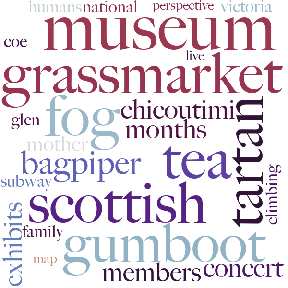 humans national perspective victoria
museum
coe
live
grassmarket
glen
fog
chicoutimi
months
mother
bagpiper
tea
tartan
climbing
subway
scottish
exhibits
family
map
gumboot
members
concert